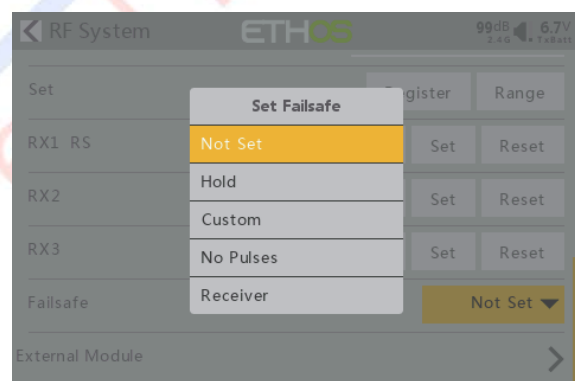 RF System ETHOS 99dB 6.7V
2.4G TxBatt
Set Register Range
Set Failsafe
Not Set
RX1 RS Set Reset
Hold
RX2 Set Reset
Custom
No Pulses
RX3 Set Reset
Receiver
Failsafe Not Set
External Module